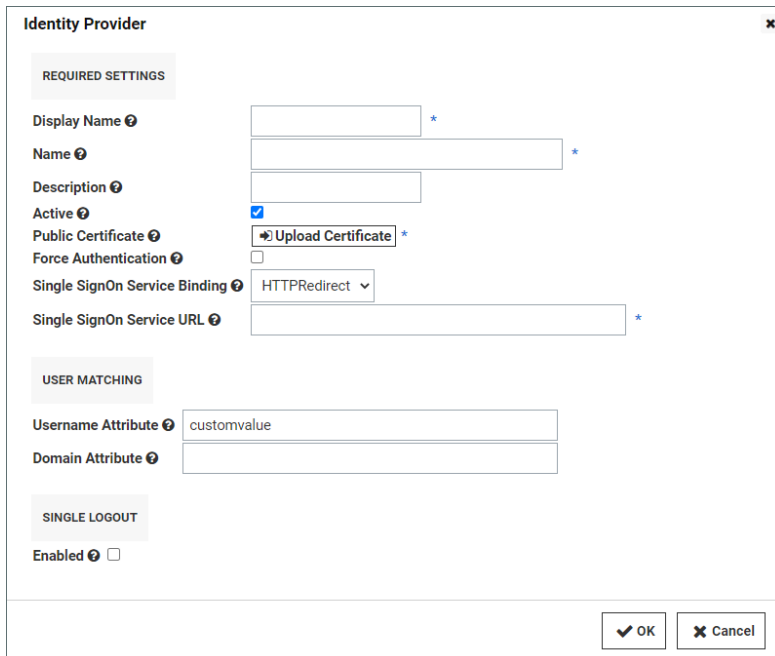 Identity Provider
REQUIRED SETTINGS
Display Name
*
Name
*
Description
Active
Public Certificate Upload Certificate *
Force Authentication
Single SignOn Service Binding HTTPRedirect
Single SignOn Service URL *
USER MATCHING
Username Attribute customvalue
Domain Attribute
SINGLE LOGOUT
Enabled
OK Cancel